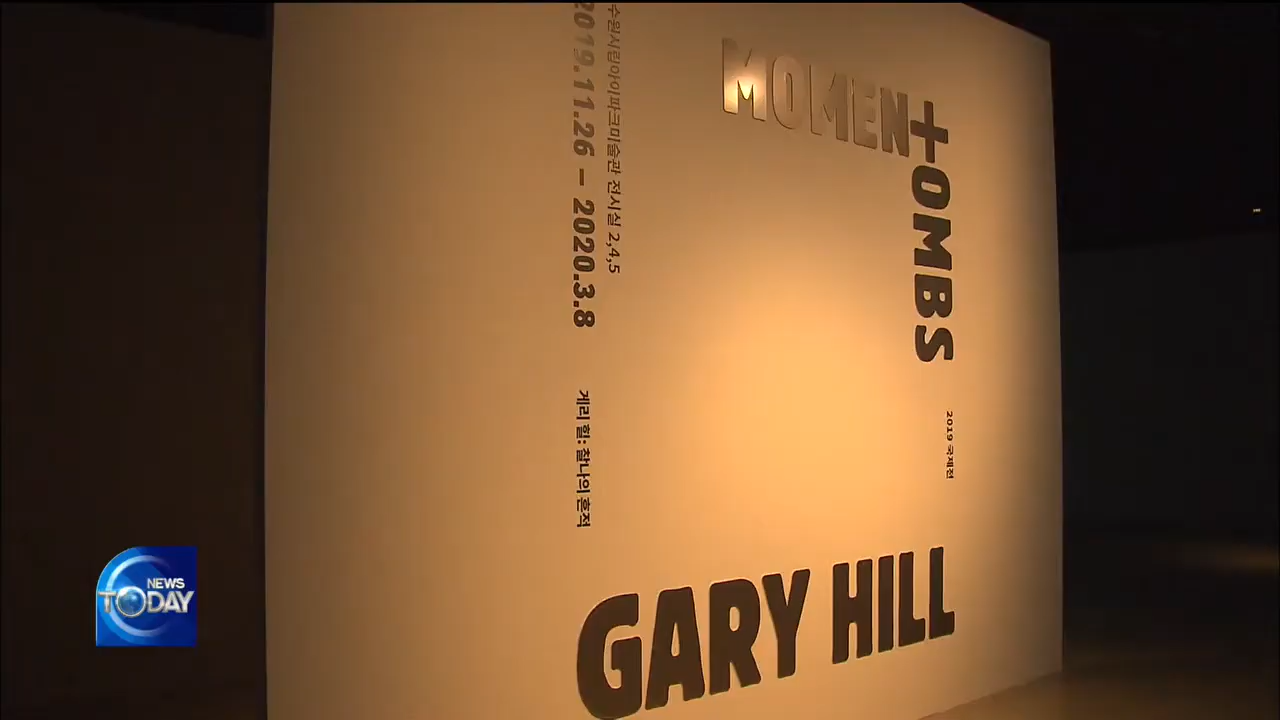 MOMEN+OMBS
수원시립아이파크미술관 전시실 2,4,5
2019.11.26 – 2020.3.8
게리 힐: 찰나의 흔적
2019 국제전
GARY HILL
NEWS
TODAY